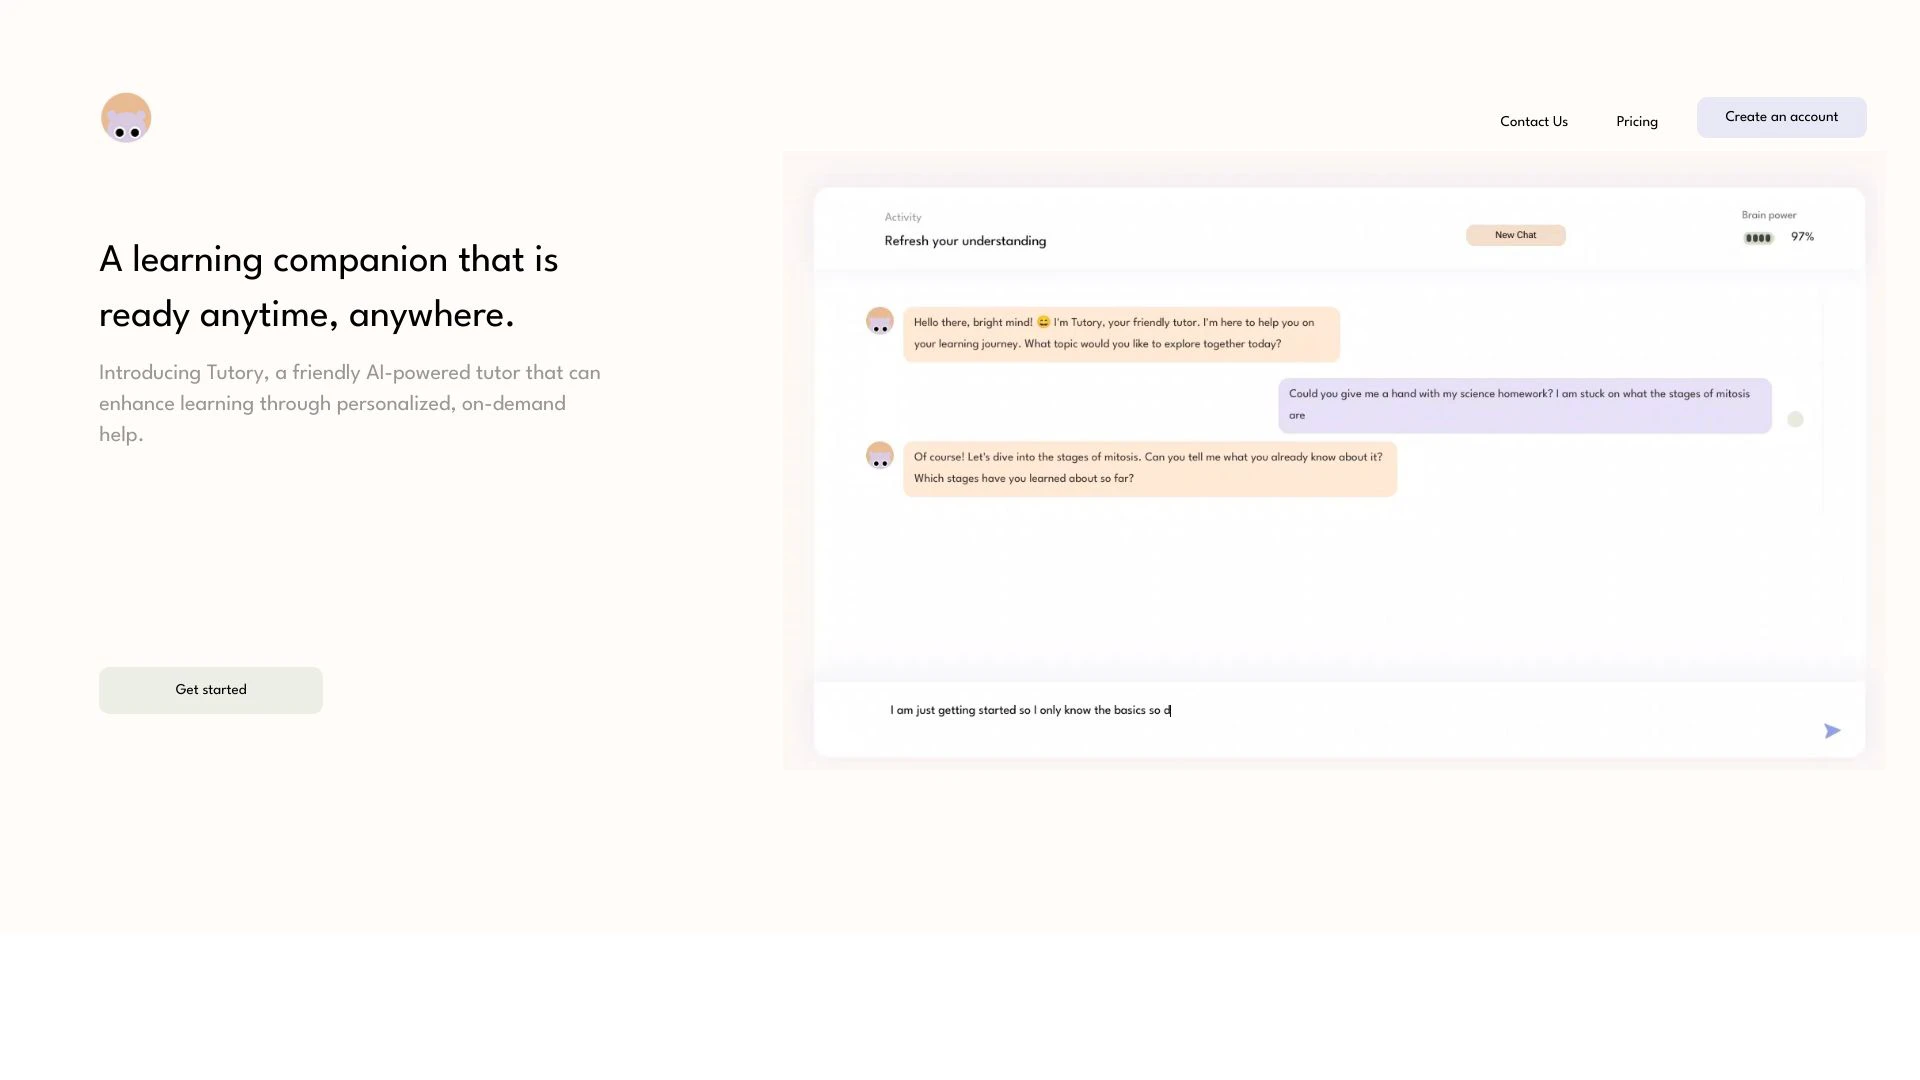 Contact Us
Pricing
Create an account
A learning companion that is
ready anytime, anywhere.
Introducing Tutory, a friendly AI-powered tutor that can
enhance learning through personalized, on-demand
help.
Get started
Activity
Refresh your understanding
New Chat
Brain power
97%
Hello there, bright mind! 😄 I'm Tutory, your friendly tutor. I'm here to help you on
your learning journey. What topic would you like to explore together today?
Could you give me a hand with my science homework? I am stuck on what the stages of mitosis
are
Of course! Let's dive into the stages of mitosis. Can you tell me what you already know about it?
Which stages have you learned about so far?
I am just getting started so I only know the basics so d